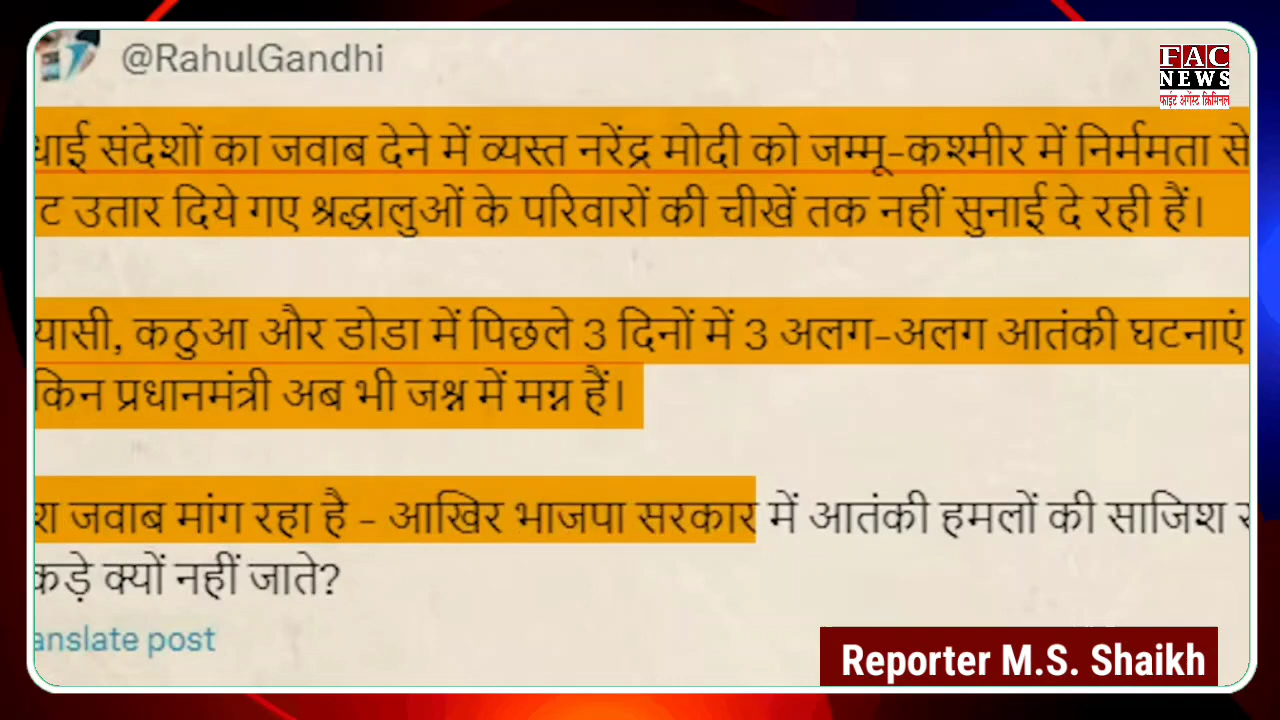 @RahulGandhi
FAC
NEWS
फाईट अगेंस्ट क्रिमिनल
संदेशों का जवाब देने में व्यस्त नरेंद्र मोदी को जम्मू-कश्मीर में निर्ममता से
उतार दिये गए श्रद्धालुओं के परिवारों की चीखें तक नहीं सुनाई दे रही हैं।
कठुआ और डोडा में पिछले 3 दिनों में 3 अलग-अलग आतंकी घटनाएं
प्रधानमंत्री अब भी जश्न में मग्न हैं।
जवाब मांग रहा है - आखिर भाजपा सरकार में आतंकी हमलों की साजिश
क्यों नहीं जाते?
anslate post
Reporter M.S. Shaikh